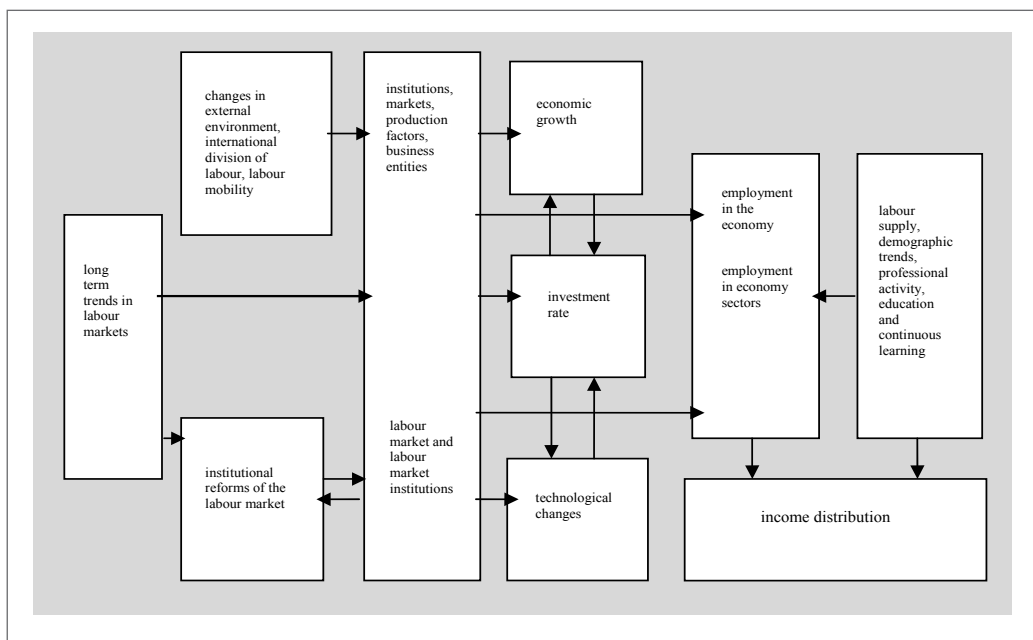 changes in
external
environment,
international
division of
labour, labour
mobility
institutions,
markets,
production
factors,
business
entities
economic
growth
employment
in the
economy
employment
in economy
sectors
labour
supply,
demographic
trends,
professional
activity,
education
and
continuous
learning
long
term
trends in
labour
markets
investment
rate
institutional
reforms of the
labour market
labour
market and
labour
market
institutions
technological
changes
income distribution